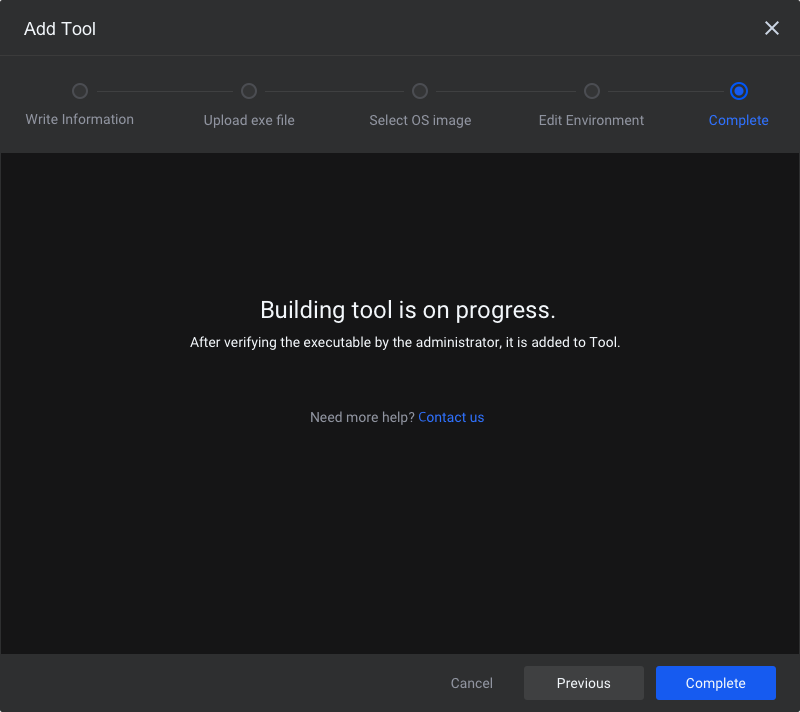 Add Tool
Write Information
Upload exe file
Select OS image
Edit Environment
Complete
Building tool is on progress.
After verifying the executable by the administrator, it is added to Tool.
Need more help? Contact us
Cancel
Previous
Complete